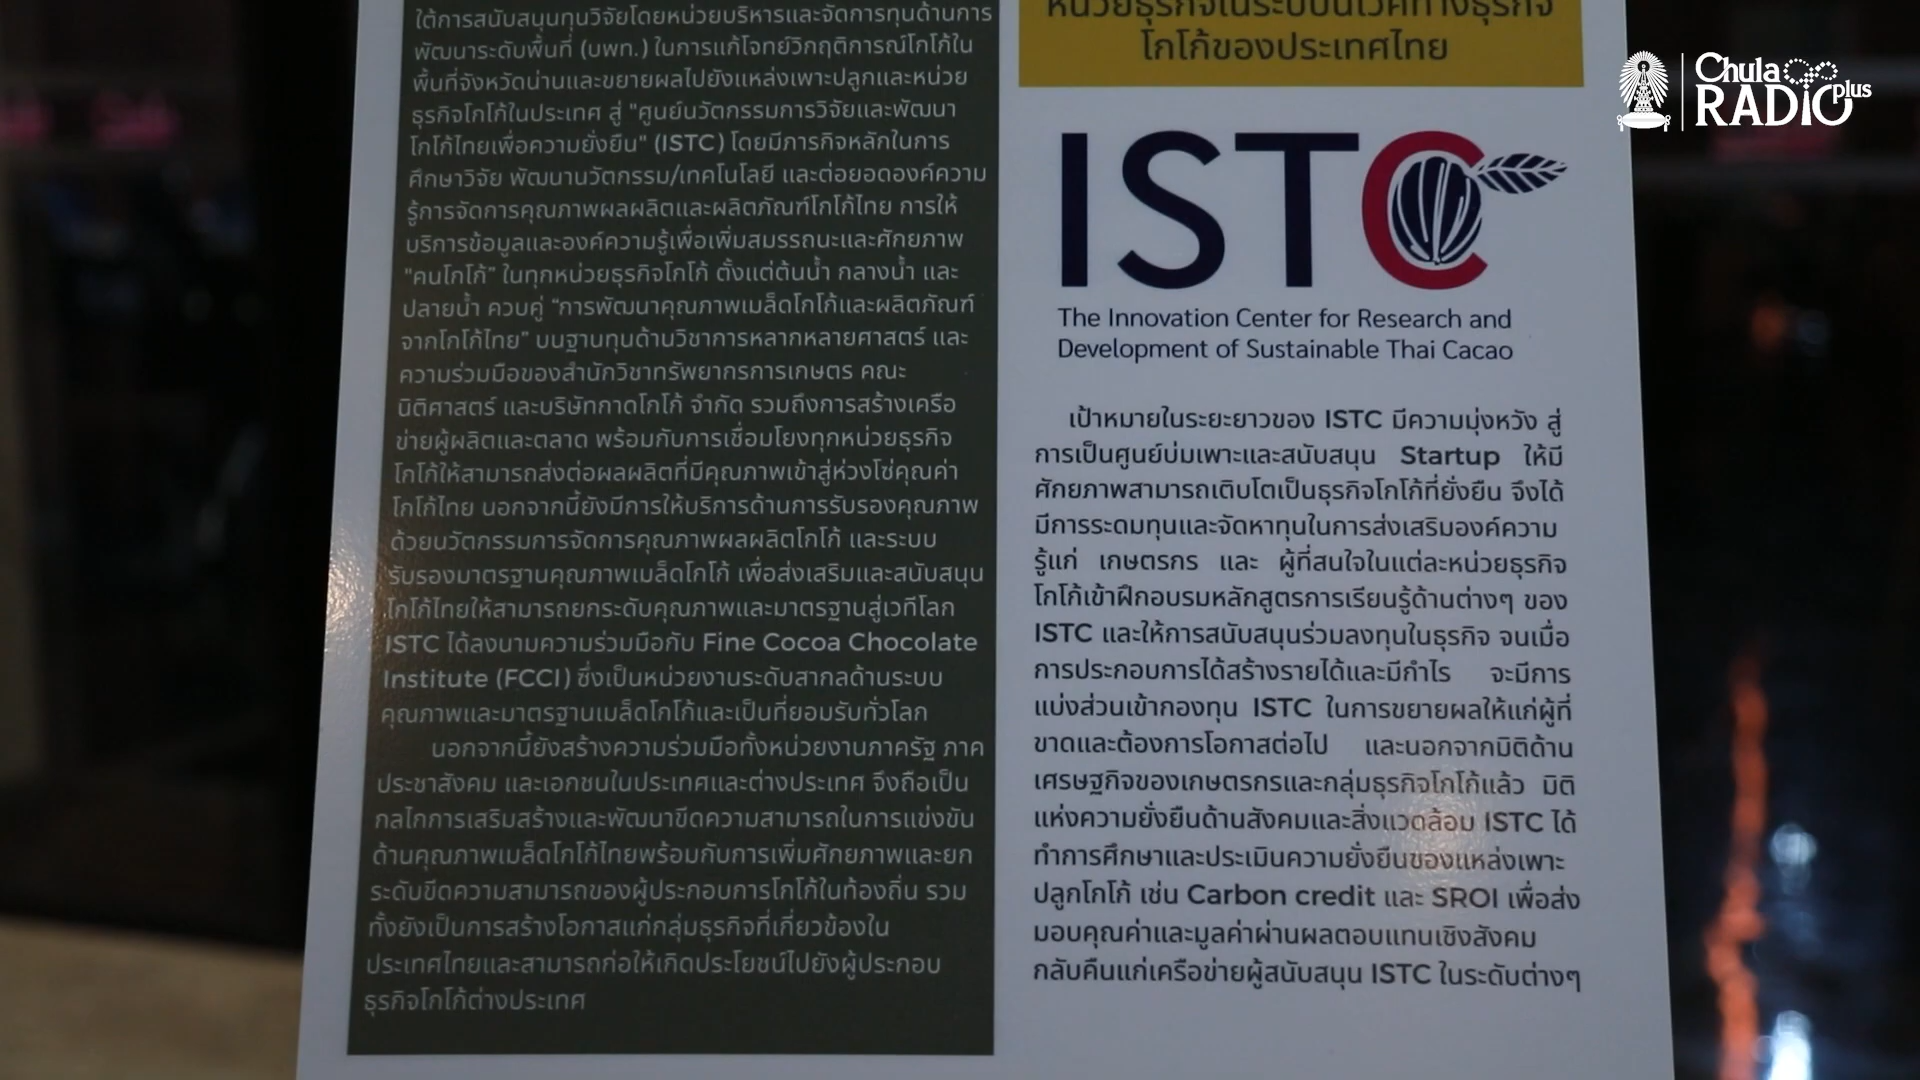 ใต้การสนับสนุนทุนวิจัยโดยหน่วยบริหารและจัดการทุนด้านการ
พัฒนาระดับพื้นที่ (บพท.) ในการแก้โจทย์วิกฤติการณ์โกโก้ใน
พื้นที่จังหวัดน่านและขยายผลไปยังแหล่งเพาะปลูกและหน่วย
ธุรกิจโกโก้ในประเทศ สู่ "ศูนย์นวัตกรรมการวิจัยและพัฒนา
โกโก้ไทยเพื่อความยั่งยืน" (ISTC) โดยมีภารกิจหลักในการ
ศึกษาวิจัย พัฒนานวัตกรรม/เทคโนโลยี และต่อยอดองค์ความ
รู้การจัดการคุณภาพผลผลิตและผลิตภัณฑ์โกโก้ไทย การให้
บริการข้อมูลและองค์ความรู้เพื่อเพิ่มสมรรถนะและศักยภาพ
"คนโกโก้" ในทุกหน่วยธุรกิจโกโก้ ตั้งแต่ต้นน้ำ กลางน้ำ และ
ปลายน้ำ ควบคู่ "การพัฒนาคุณภาพเมล็ดโกโก้และผลิตภัณฑ์
จากโกโก้ไทย" บนฐานทุนด้านวิชาการหลากหลายศาสตร์ และ
ความร่วมมือของสำนักวิชาทรัพยากรการเกษตร คณะ
นิติศาสตร์ และบริษัทกาดโกโก้ จำกัด รวมถึงการสร้างเครือ
ข่ายผู้ผลิตและตลาด พร้อมกับการเชื่อมโยงทุกหน่วยธุรกิจ
โกโก้ให้สามารถส่งต่อผลผลิตที่มีคุณภาพเข้าสู่ห่วงโซ่คุณค่า
โกโก้ไทย นอกจากนี้ยังมีการให้บริการด้านการรับรองคุณภาพ
ด้วยนวัตกรรมการจัดการคุณภาพผลผลิตโกโก้ และระบบ
รับรองมาตรฐานคุณภาพเมล็ดโกโก้ เพื่อส่งเสริมและสนับสนุน
โกโก้ไทยให้สามารถยกระดับคุณภาพและมาตรฐานสู่เวทีโลก
ISTC ได้ลงนามความร่วมมือกับ Fine Cocoa Chocolate
Institute (FCCI) ซึ่งเป็นหน่วยงานระดับสากลด้านระบบ
คุณภาพและมาตรฐานเมล็ดโกโก้และเป็นที่ยอมรับทั่วโลก
นอกจากนี้ยังสร้างความร่วมมือทั้งหน่วยงานภาครัฐ ภาค
ประชาสังคม และเอกชนในประเทศและต่างประเทศ จึงถือเป็น
กลไกการเสริมสร้างและพัฒนาขีดความสามารถในการแข่งขัน
ด้านคุณภาพเมล็ดโกโก้ไทยพร้อมกับการเพิ่มศักยภาพและยก
ระดับขีดความสามารถของผู้ประกอบการโกโก้ในท้องถิ่น รวม
ทั้งยังเป็นการสร้างโอกาสแก่กลุ่มธุรกิจที่เกี่ยวข้องใน
ประเทศไทยและสามารถก่อให้เกิดประโยชน์ไปยังผู้ประกอบ
ธุรกิจโกโก้ต่างประเทศ
หน่วยธุรกิจในระบบนิเวศทางธุรกิจ
โกโก้ของประเทศไทย
ISTC
The Innovation Center for Research and
Development of Sustainable Thai Cacao
เป้าหมายในระยะยาวของ ISTC มีความมุ่งหวัง สู่
การเป็นศูนย์บ่มเพาะและสนับสนุน Startup ให้มี
ศักยภาพสามารถเติบโตเป็นธุรกิจโกโก้ที่ยั่งยืน จึงได้
มีการระดมทุนและจัดหาทุนในการส่งเสริมองค์ความ
รู้แก่ เกษตรกร และ ผู้ที่สนใจในแต่ละหน่วยธุรกิจ
โกโก้เข้าฝึกอบรมหลักสูตรการเรียนรู้ด้านต่างๆ ของ
ISTC และให้การสนับสนุนร่วมลงทุนในธุรกิจ จนเมื่อ
การประกอบการได้สร้างรายได้และมีกำไร จะมีการ
แบ่งส่วนเข้ากองทุน ISTC ในการขยายผลให้แก่ผู้ที่
ขาดและต้องการโอกาสต่อไป และนอกจากมิติด้าน
เศรษฐกิจของเกษตรกรและกลุ่มธุรกิจโกโก้แล้ว มิติ
แห่งความยั่งยืนด้านสังคมและสิ่งแวดล้อม ISTC ได้
ทำการศึกษาและประเมินความยั่งยืนของแหล่งเพาะ
ปลูกโกโก้ เช่น Carbon credit และ SROI เพื่อส่ง
มอบคุณค่าและมูลค่าผ่านผลตอบแทนเชิงสังคม
กลับคืนแก่เครือข่ายผู้สนับสนุน ISTC ในระดับต่างๆ
Chula
RADIO plus